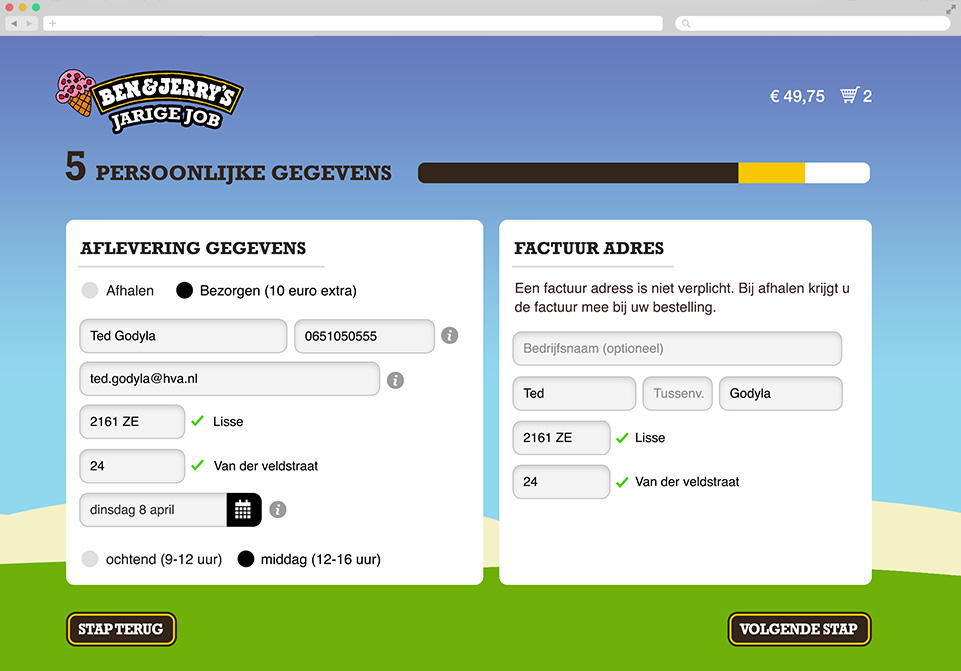 BEN & JERRY'S
JARIGE JOB
€ 49,75 2
5 PERSOONLIJKE GEGEVENS
AFLEVERING GEGEVENS
Afhalen Bezorgen (10 euro extra)
Ted Godyla 0651050555 i
ted.godyla@hva.nl i
2161 ZE Lisse
24 Van der veldstraat
dinsdag 8 april i
ochtend (9-12 uur) middag (12-16 uur)
FACTUUR ADRES
Een factuur adress is niet verplicht. Bij afhalen krijgt u
de factuur mee bij uw bestelling.
Bedrijfsnaam (optioneel)
Ted Tussenv. Godyla
2161 ZE Lisse
24 Van der veldstraat
STAP TERUG
VOLGENDE STAP